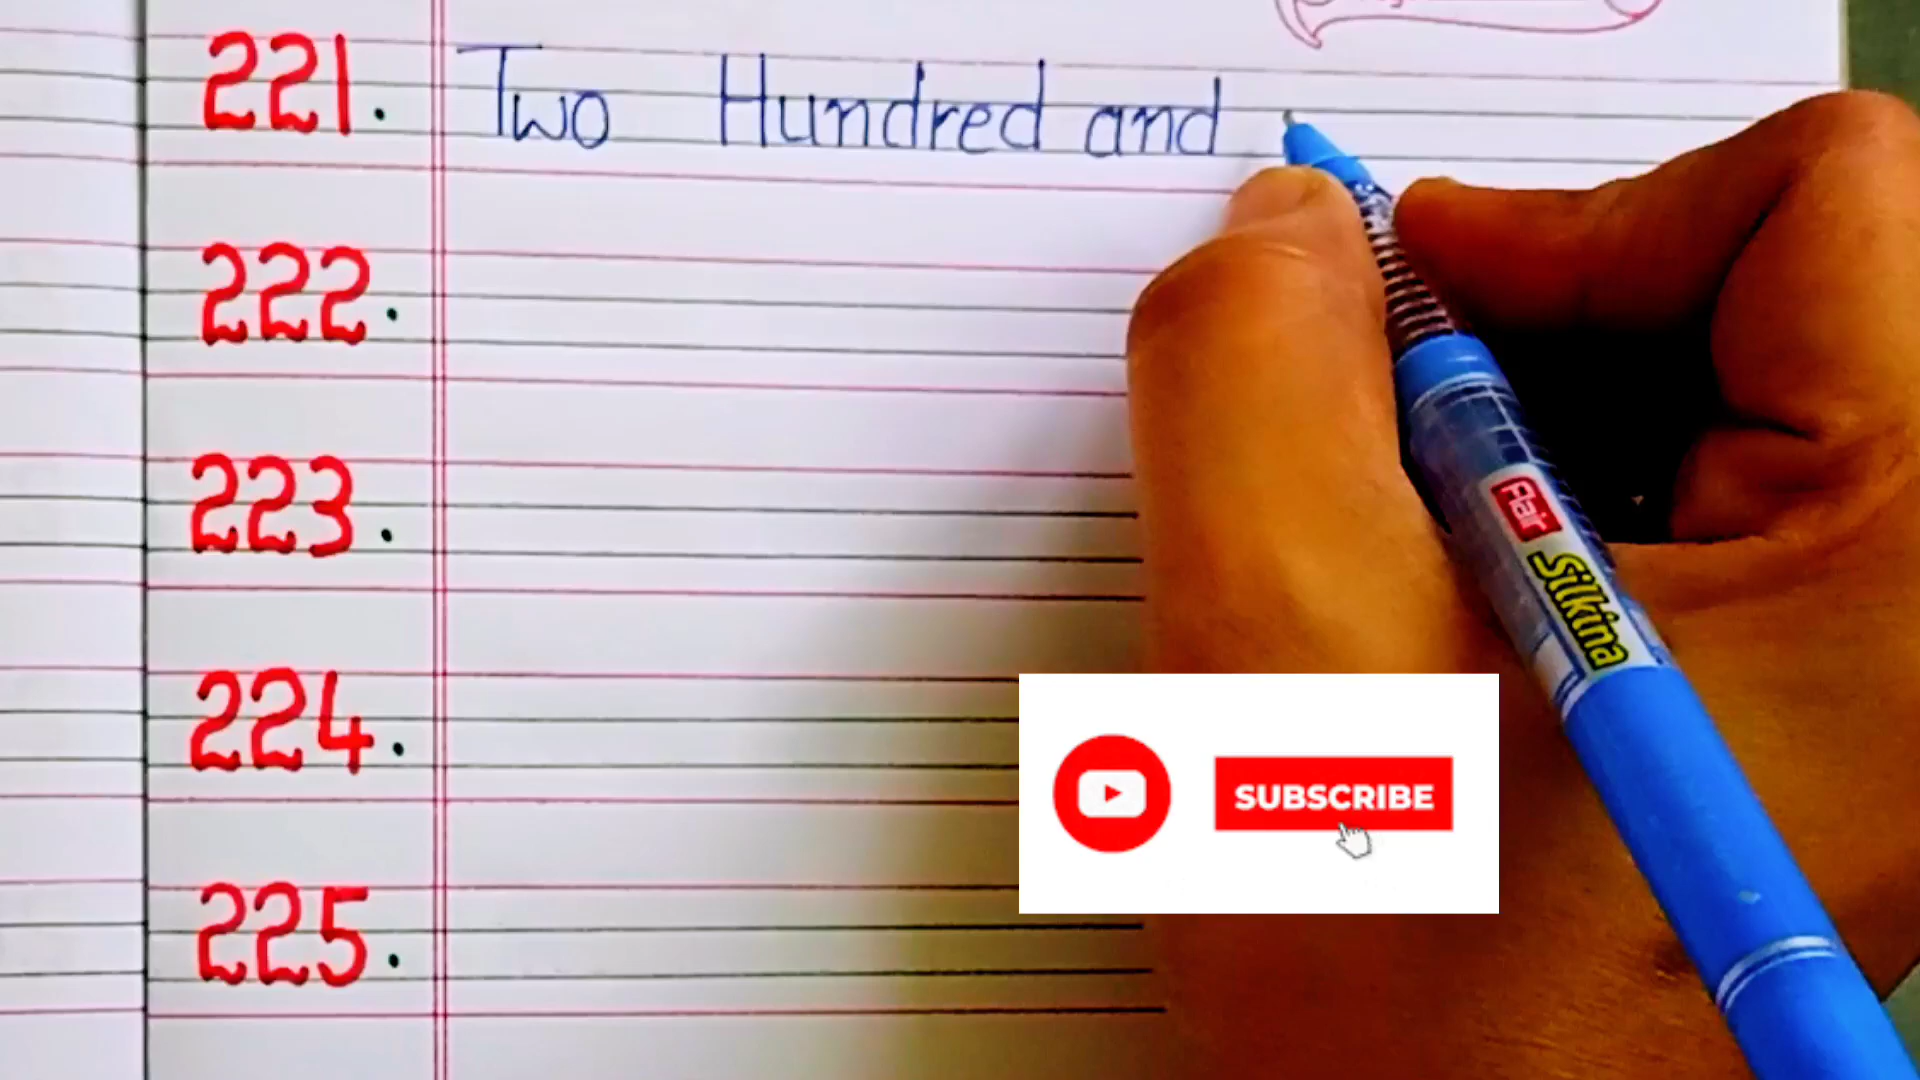 221. Two Hundred and
222.
223.
224.
225.
Flair
Silkina
SUBSCRIBE